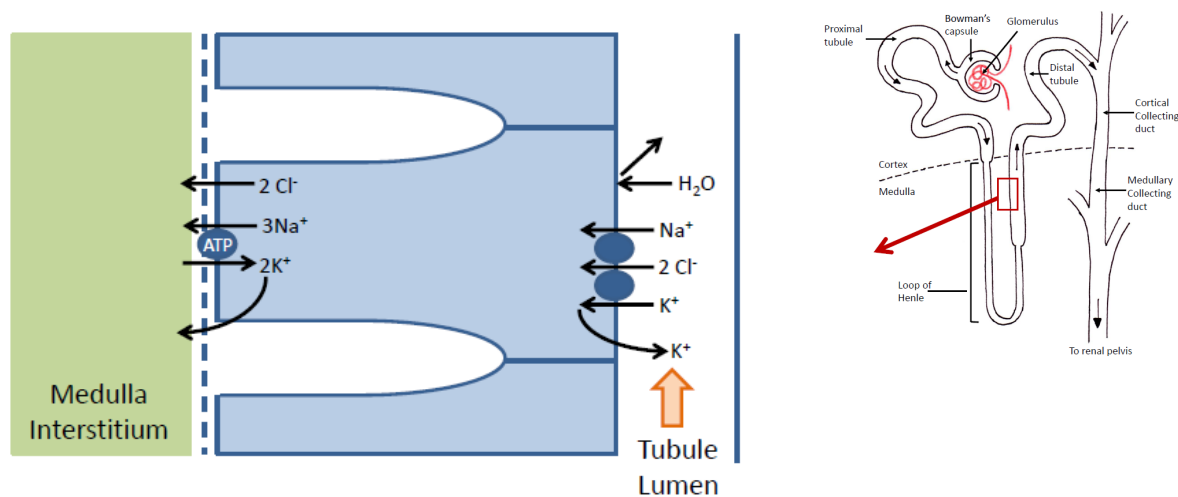 2 Cl⁻
3Na⁺
ATP
2K⁺
H₂O
Na⁺
2 Cl⁻
K⁺
K⁺
Medulla
Interstitium
Tubule
Lumen
Proximal
tubule
Bowman's
capsule
Glomerulus
Distal
tubule
Cortical
Collecting
duct
Cortex
Medulla
Medullary
Collecting
duct
Loop of
Henle
To renal pelvis